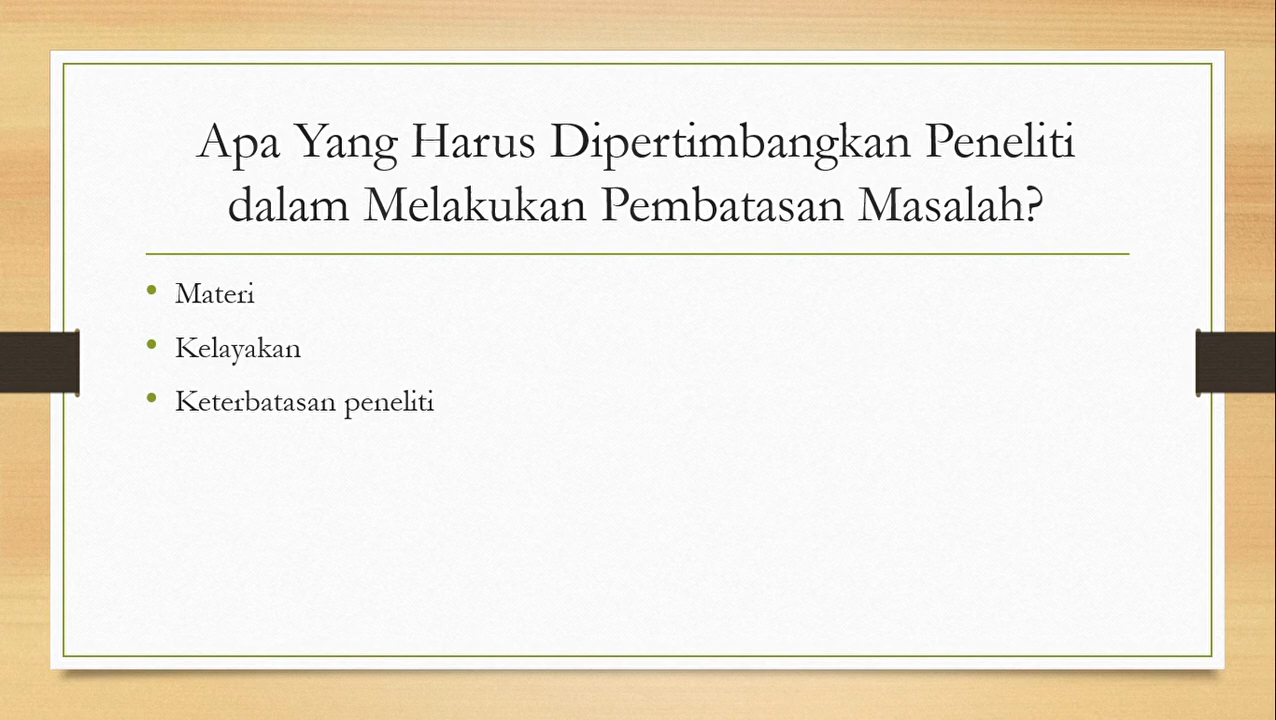 Apa Yang Harus Dipertimbangkan Peneliti
dalam Melakukan Pembatasan Masalah?
• Materi
• Kelayakan
• Keterbatasan peneliti